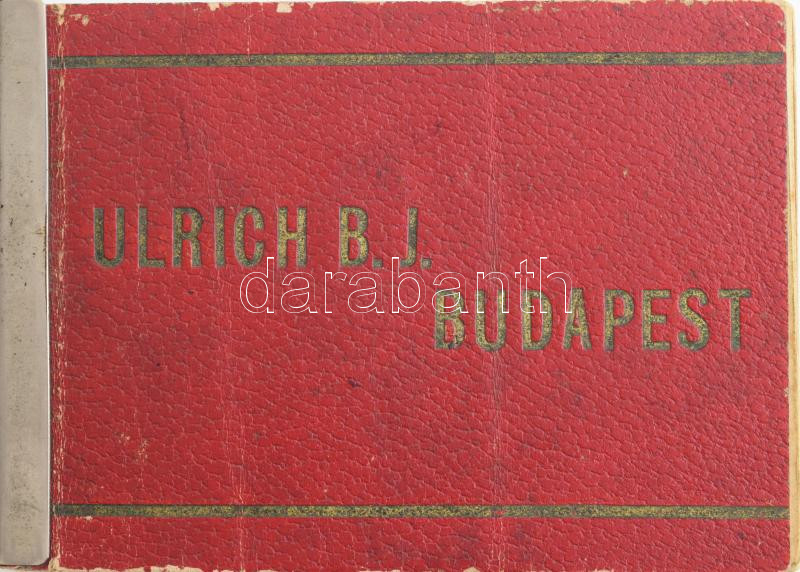 ULRICH B. J.
darabanth
BUDAPEST